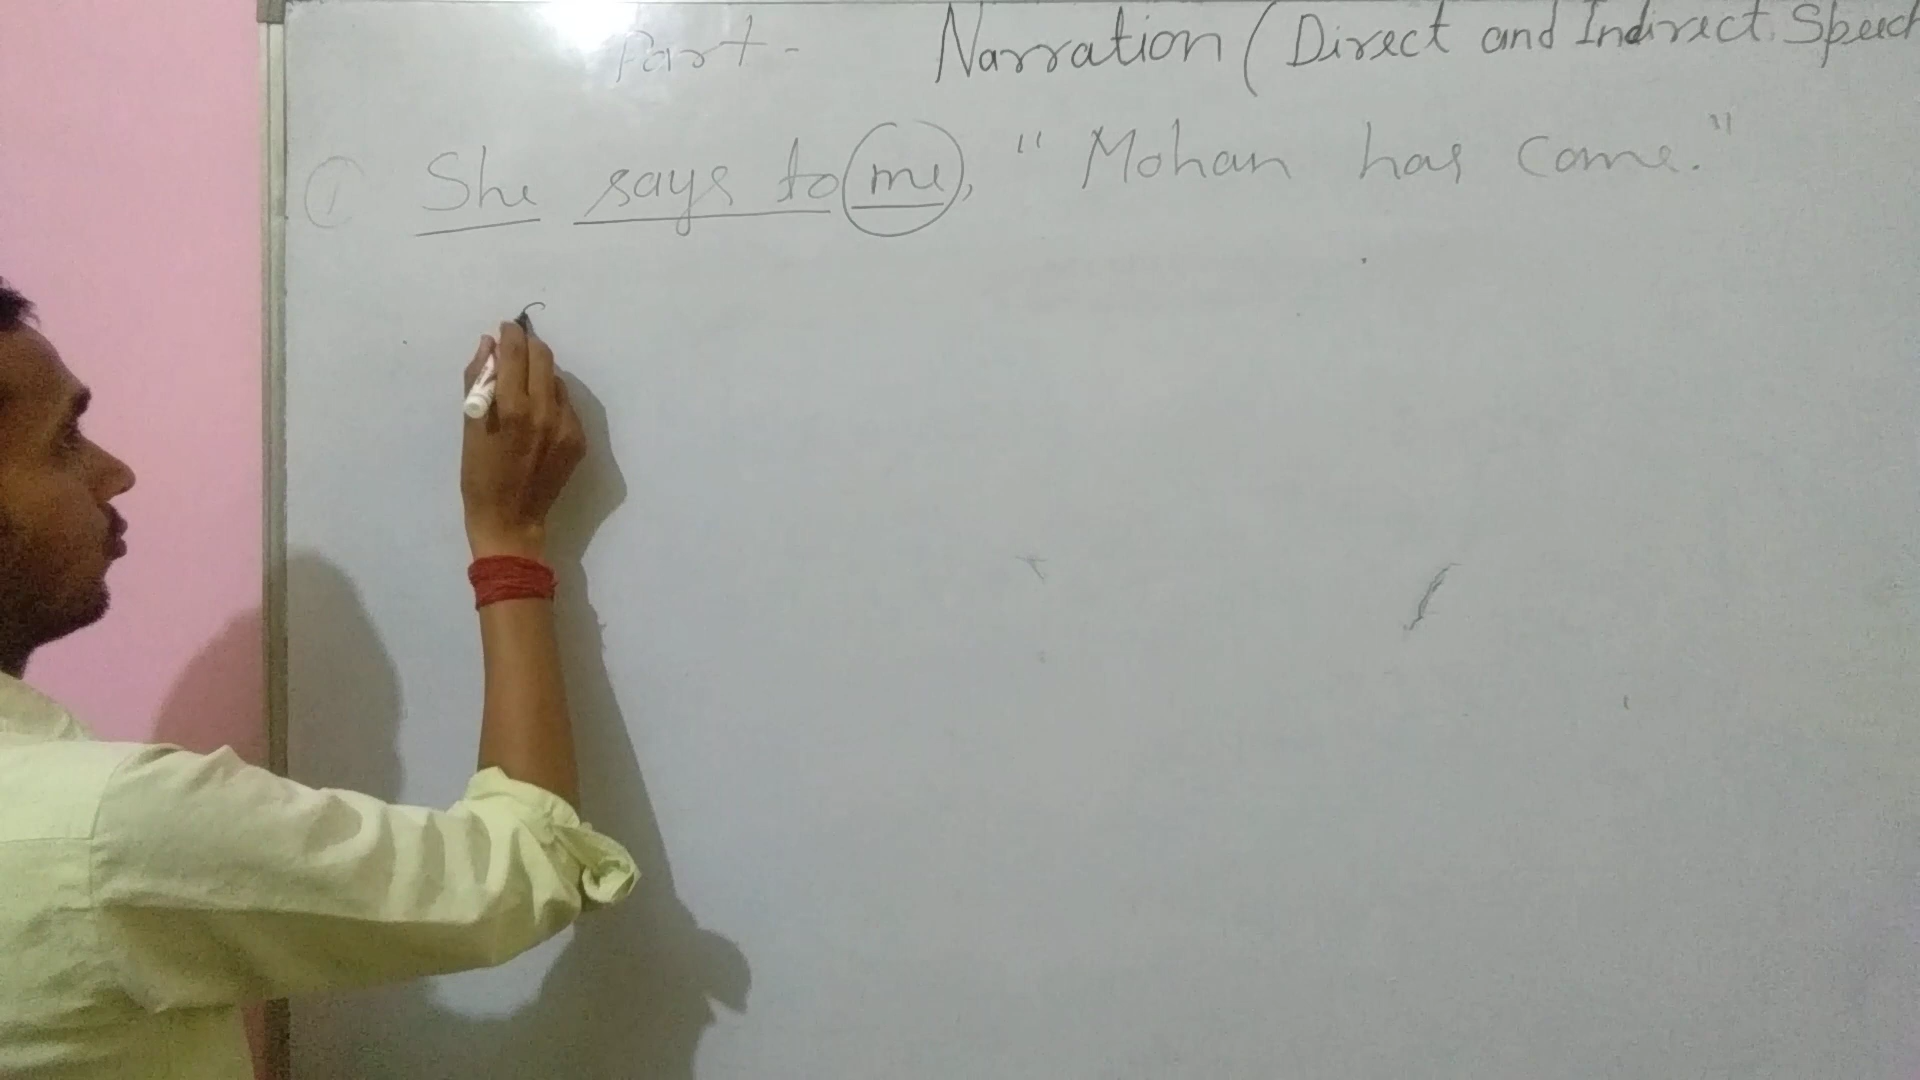 Part - Narration (Direct and Indirect Speech
① She says to me, "Mohan has come."